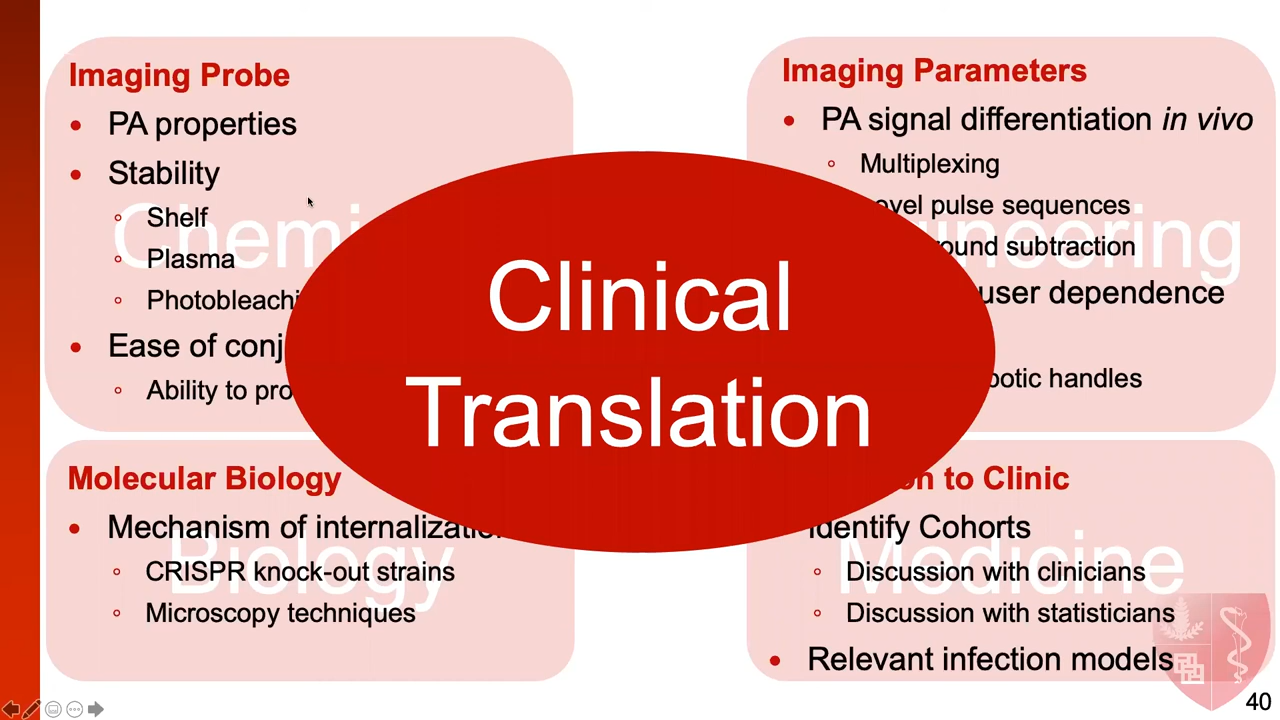 Imaging Probe
• PA properties
• Stability
◦ Shelf
◦ Plasma
◦ Photobleachi
• Ease of conj
◦ Ability to pro
Chemi
Imaging Parameters
• PA signal differentiation in vivo
◦ Multiplexing
ovel pulse sequences
ound subtraction
user dependence
botic handles
neering
Clinical
Translation
Molecular Biology
• Mechanism of internalization
◦ CRISPR knock-out strains
◦ Microscopy techniques
Biology
on to Clinic
Identify Cohorts
◦ Discussion with clinicians
◦ Discussion with statisticians
• Relevant infection models
Medicine
40